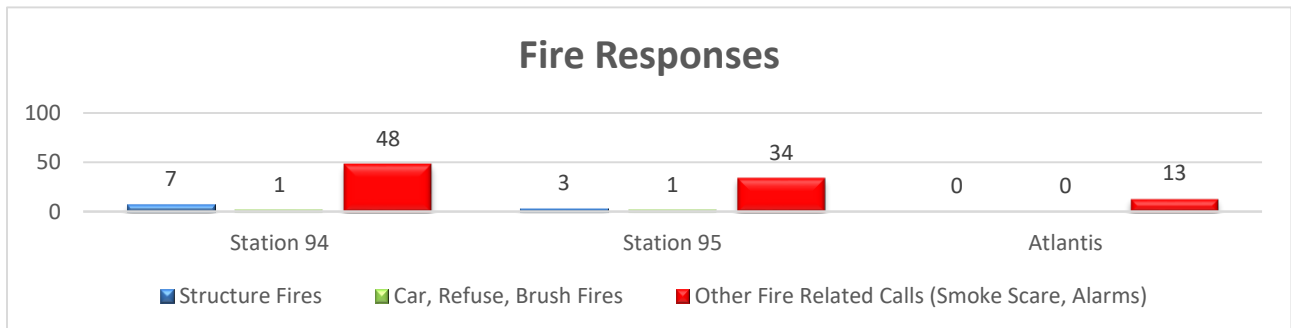 Fire Responses
100
50
0
7
1
48
3
1
34
0
0
13
Station 94
Station 95
Atlantis
Structure Fires
Car, Refuse, Brush Fires
Other Fire Related Calls (Smoke Scare, Alarms)